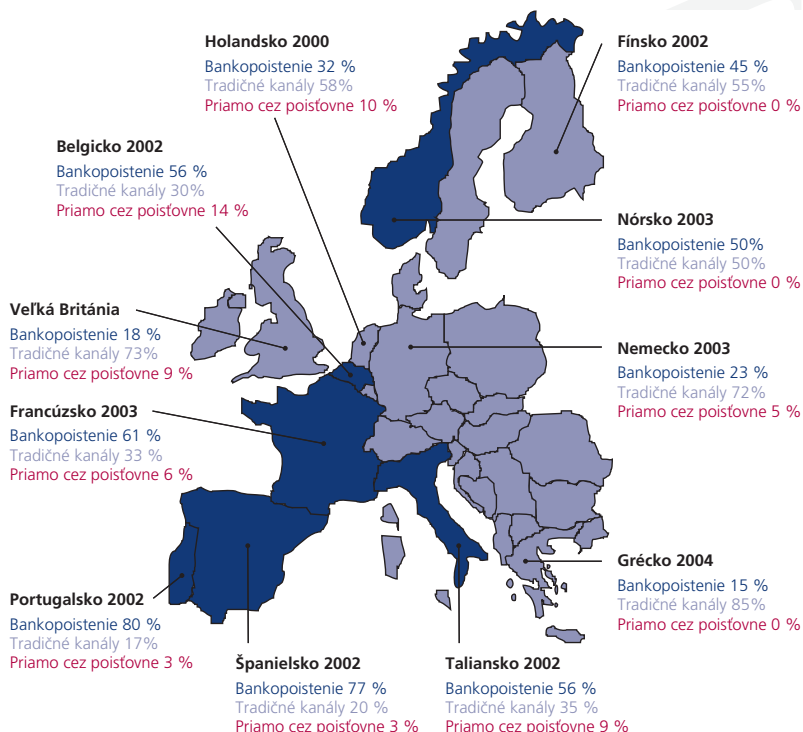 Holandsko 2000
Bankopoistenie 32 %
Tradičné kanály 58%
Priamo cez poisťovne 10 %
Fínsko 2002
Bankopoistenie 45 %
Tradičné kanály 55%
Priamo cez poisťovne 0 %
Belgicko 2002
Bankopoistenie 56 %
Tradičné kanály 30%
Priamo cez poisťovne 14 %
Nórsko 2003
Bankopoistenie 50%
Tradičné kanály 50%
Priamo cez poisťovne 0 %
Veľká Británia
Bankopoistenie 18 %
Tradičné kanály 73%
Priamo cez poisťovne 9 %
Nemecko 2003
Bankopoistenie 23 %
Tradičné kanály 72%
Priamo cez poisťovne 5 %
Francúzsko 2003
Bankopoistenie 61 %
Tradičné kanály 33 %
Priamo cez poisťovne 6 %
Grécko 2004
Bankopoistenie 15 %
Tradičné kanály 85%
Priamo cez poisťovne 0 %
Portugalsko 2002
Bankopoistenie 80 %
Tradičné kanály 17%
Priamo cez poisťovne 3 %
Španielsko 2002
Bankopoistenie 77 %
Tradičné kanály 20 %
Priamo cez poisťovne 3 %
Taliansko 2002
Bankopoistenie 56 %
Tradičné kanály 35 %
Priamo cez poisťovne 9 %